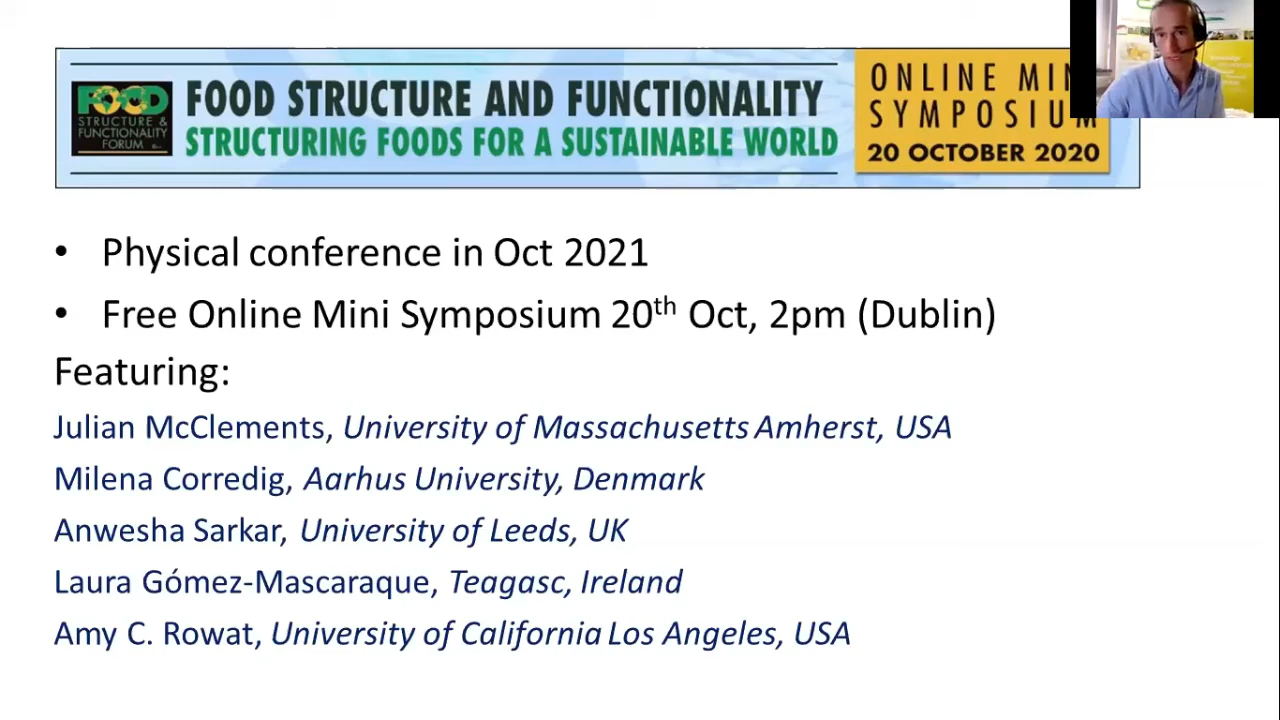 FOOD
STRUCTURE &
FUNCTIONALITY
FORUM
FOOD STRUCTURE AND FUNCTIONALITY
STRUCTURING FOODS FOR A SUSTAINABLE WORLD
ONLINE
SYMPOSIUM
20 OCTOBER 2020
• Physical conference in Oct 2021
• Free Online Mini Symposium 20th Oct, 2pm (Dublin)
Featuring:
Julian McClements, University of Massachusetts Amherst, USA
Milena Corredig, Aarhus University, Denmark
Anwesha Sarkar, University of Leeds, UK
Laura Gómez-Mascaraque, Teagasc, Ireland
Amy C. Rowat, University of California Los Angeles, USA